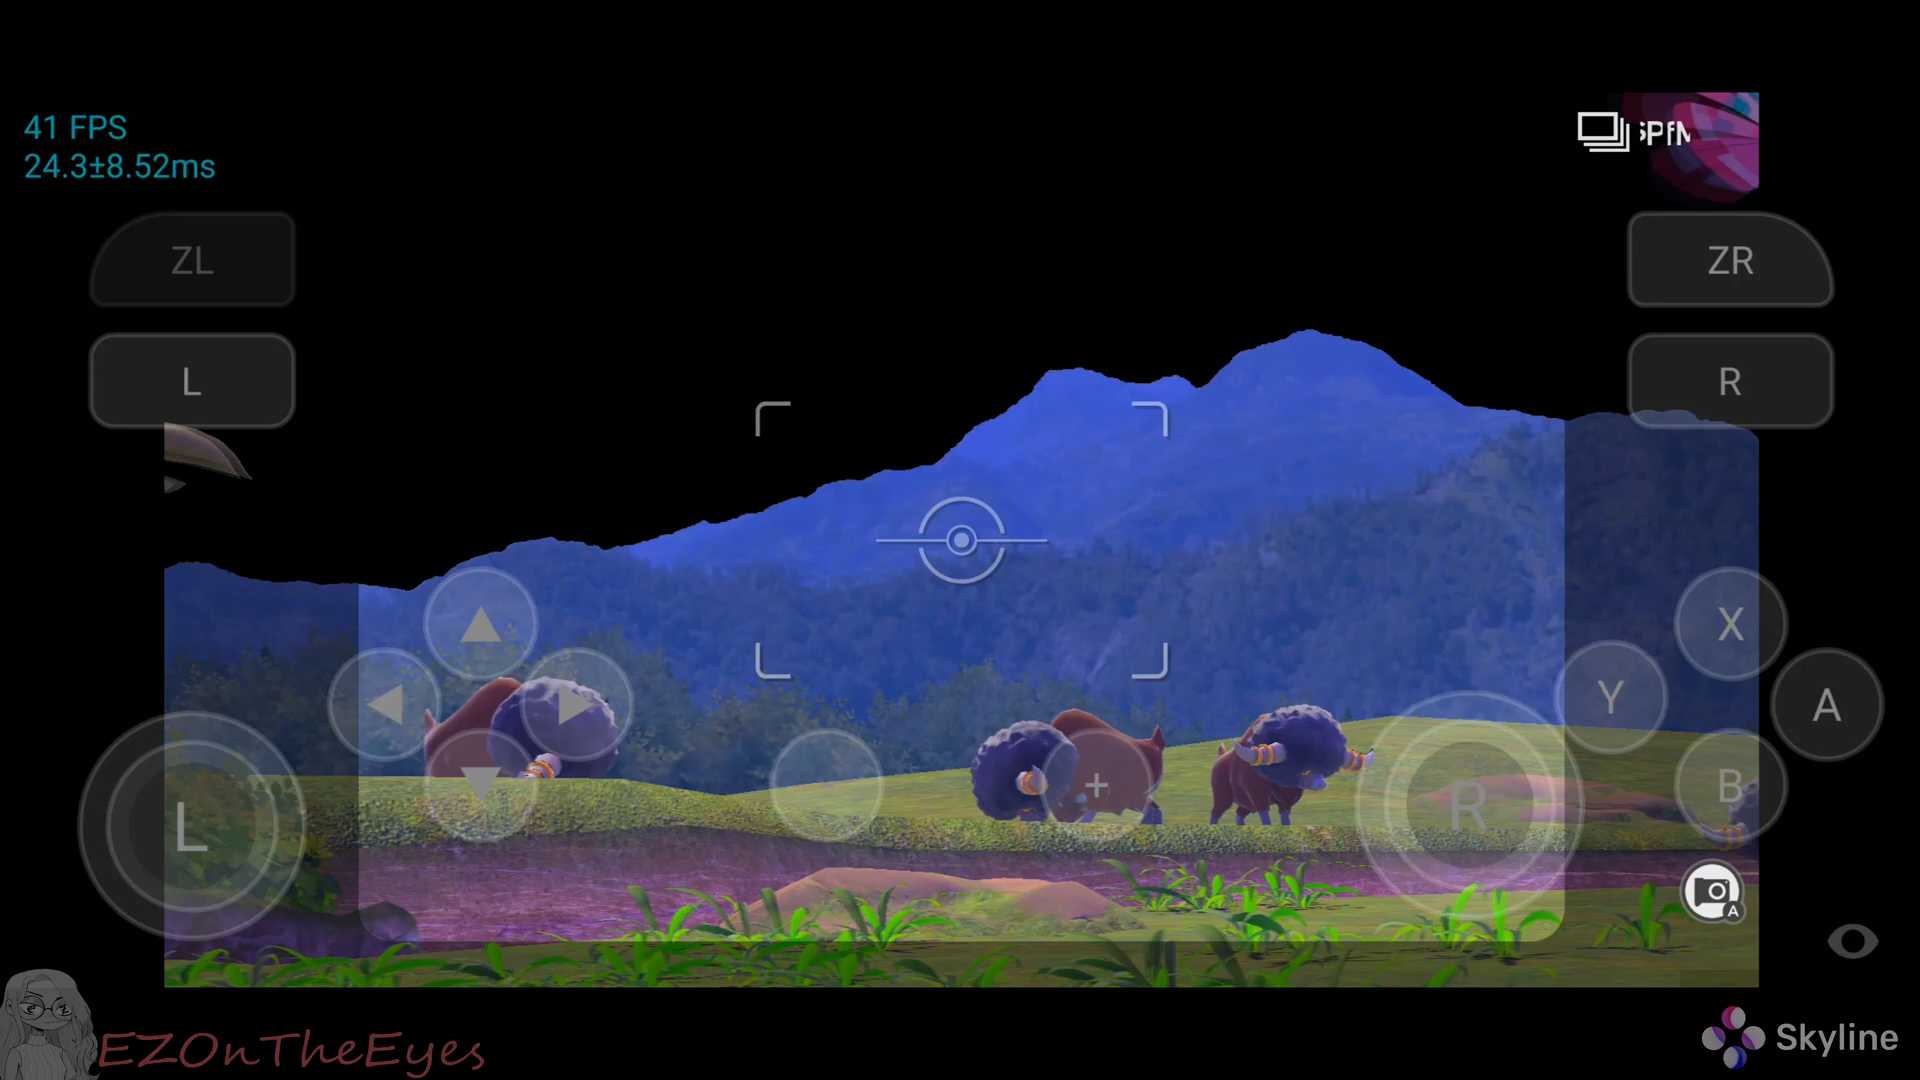 41 FPS
24.3±8.52ms
ZL
ZR
L
R
X
Y
A
L
R
B
A
EZOnTheEyes
Skyline